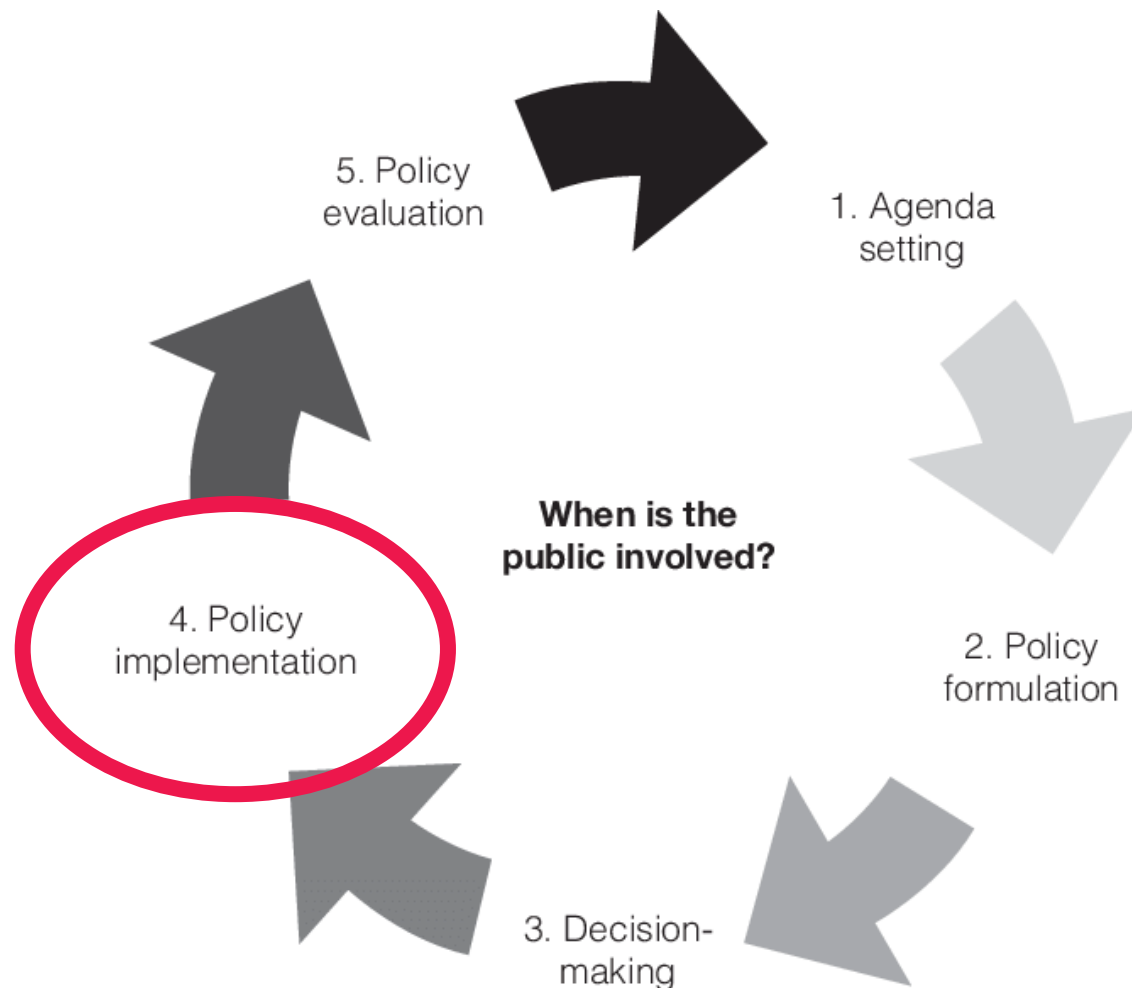 5. Policy
evaluation
1. Agenda
setting
When is the
public involved?
4. Policy
implementation
2. Policy
formulation
3. Decision-
making